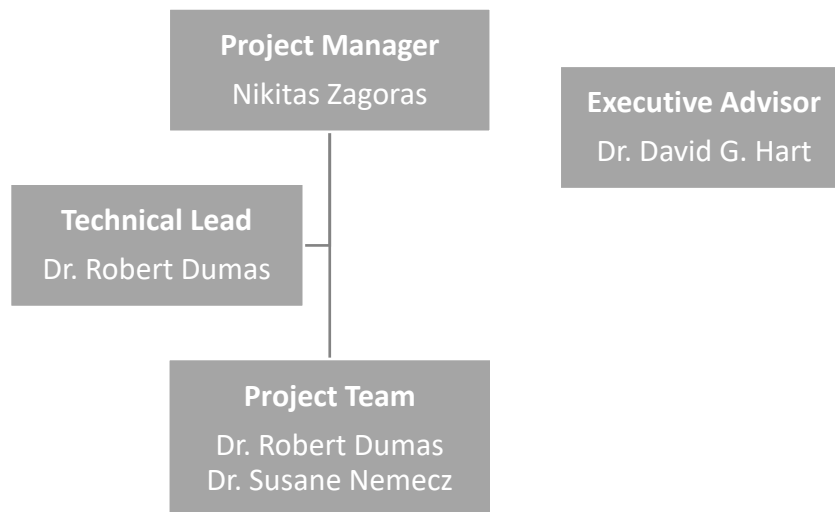 Project Manager
Nikitas Zagoras
Executive Advisor
Dr. David G. Hart
Technical Lead
Dr. Robert Dumas
Project Team
Dr. Robert Dumas
Dr. Susane Nemecz